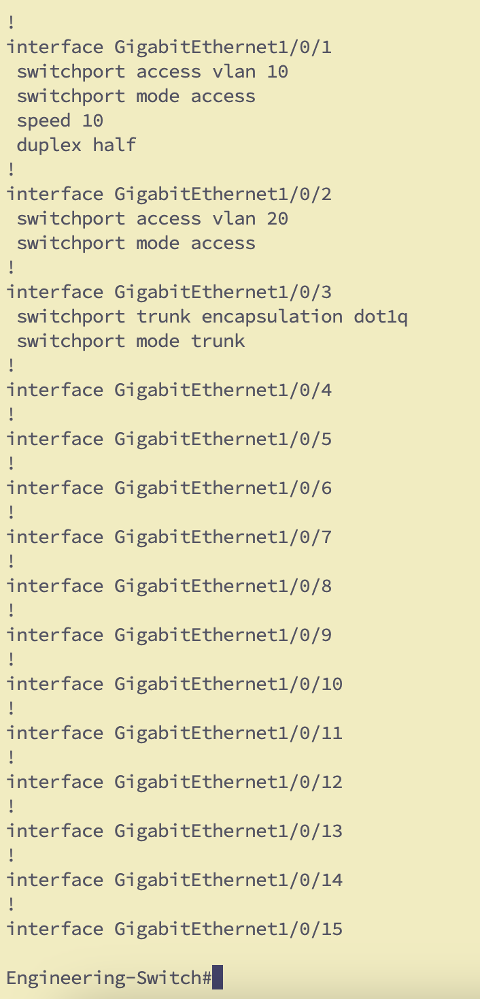 !
interface GigabitEthernet1/0/1
 switchport access vlan 10
 switchport mode access
 speed 10
 duplex half
!
interface GigabitEthernet1/0/2
 switchport access vlan 20
 switchport mode access
!
interface GigabitEthernet1/0/3
 switchport trunk encapsulation dot1q
 switchport mode trunk
!
interface GigabitEthernet1/0/4
!
interface GigabitEthernet1/0/5
!
interface GigabitEthernet1/0/6
!
interface GigabitEthernet1/0/7
!
interface GigabitEthernet1/0/8
!
interface GigabitEthernet1/0/9
!
interface GigabitEthernet1/0/10
!
interface GigabitEthernet1/0/11
!
interface GigabitEthernet1/0/12
!
interface GigabitEthernet1/0/13
!
interface GigabitEthernet1/0/14
!
interface GigabitEthernet1/0/15
Engineering-Switch#